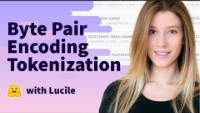 Byte Pair
Encoding
Tokenization
with Lucile